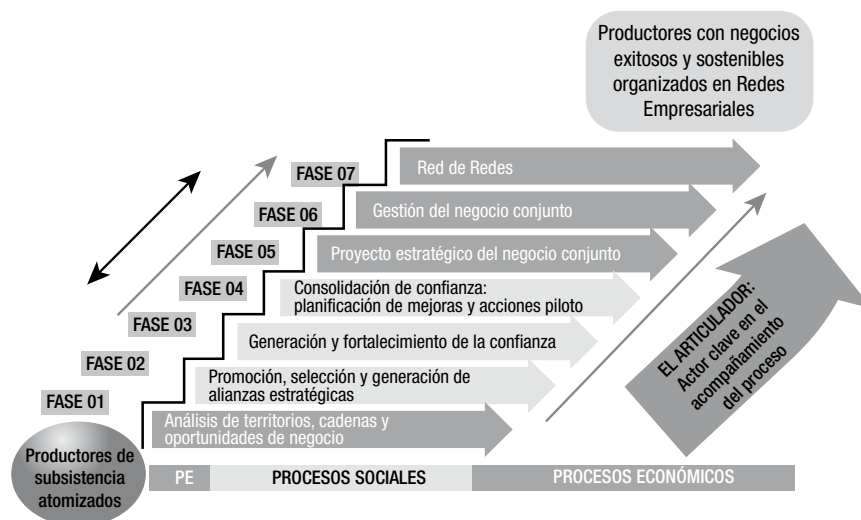 Productores con negocios
exitosos y sostenibles
organizados en Redes
Empresariales
FASE 07
Red de Redes
FASE 06
Gestión del negocio conjunto
FASE 05
Proyecto estratégico del negocio conjunto
FASE 04
Consolidación de confianza:
planificación de mejoras y acciones piloto
FASE 03
Generación y fortalecimiento de la confianza
FASE 02
Promoción, selección y generación de
alianzas estratégicas
FASE 01
Análisis de territorios, cadenas y
oportunidades de negocio
EL ARTICULADOR:
Actor clave en el
acompañamiento
del proceso
Productores de
subsistencia
atomizados
PE
PROCESOS SOCIALES
PROCESOS ECONÓMICOS